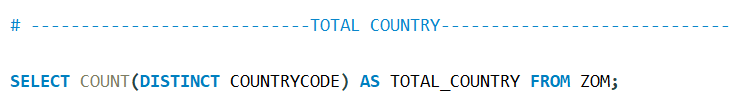 # ----------------------------TOTAL COUNTRY-----------------------------
SELECT COUNT(DISTINCT COUNTRYCODE) AS TOTAL_COUNTRY FROM ZOM;